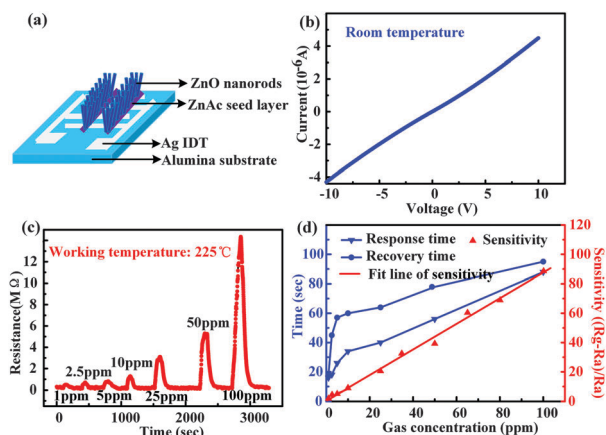 (a)
ZnO nanorods
ZnAc seed layer
Ag IDT
Alumina substrate
(b)
Room temperature
Current (10-6A)
4
2
0
-2
-4
-10
-5
0
5
10
Voltage (V)
(c)
Working temperature: 225℃
Resistance(MΩ)
12
9
6
3
0
1ppm
2.5ppm
5ppm
10ppm
25ppm
50ppm
100ppm
0
1000
2000
3000
Time (sec)
(d)
Response time
Recovery time
Sensitivity
Fit line of sensitivity
Time (sec)
120
100
80
60
40
20
0
Sensitivity ((Rg-Ra)/Ra)
120
100
80
60
40
20
0
0
20
40
60
80
100
Gas concentration (ppm)